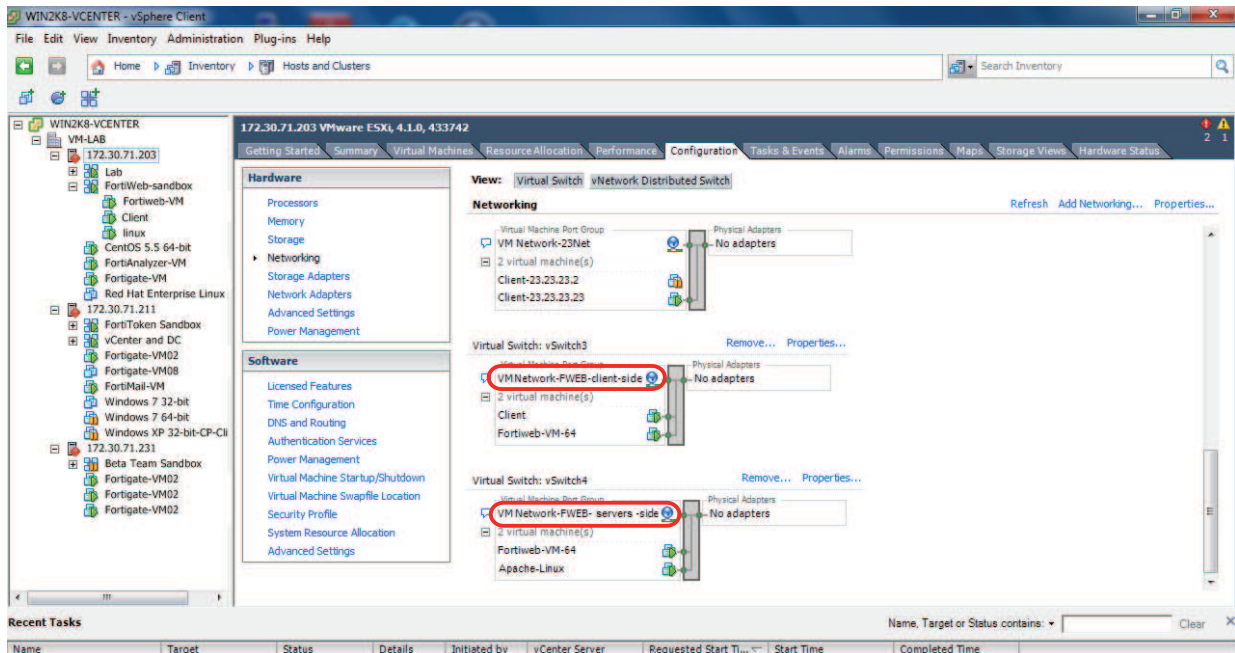 WIN2K8-VCENTER - vSphere Client
File Edit View Inventory Administration Plug-ins Help
Home Inventory Hosts and Clusters
Search Inventory
WIN2K8-VCENTER
VM-LAB
172.30.71.203
Lab
FortiWeb-sandbox
Fortiweb-VM
Client
linux
CentOS 5.5 64-bit
FortiAnalyzer-VM
Fortigate-VM
Red Hat Enterprise Linux
172.30.71.211
FortiToken Sandbox
vCenter and DC
Fortigate-VM02
Fortigate-VM08
FortiMail-VM
Windows 7 32-bit
Windows 7 64-bit
Windows XP 32-bit-CP-Cli
172.30.71.231
Beta Team Sandbox
Fortigate-VM02
Fortigate-VM02
Fortigate-VM02
172.30.71.203 VMware ESXi, 4.1.0, 433742
2 1
Getting Started Summary Virtual Machines Resource Allocation Performance Configuration Tasks & Events Alarms Permissions Maps Storage Views Hardware Status
Hardware
Processors
Memory
Storage
Networking
Storage Adapters
Network Adapters
Advanced Settings
Power Management
Software
Licensed Features
Time Configuration
DNS and Routing
Authentication Services
Power Management
Virtual Machine Startup/Shutdown
Virtual Machine Swapfile Location
Security Profile
System Resource Allocation
Advanced Settings
View: Virtual Switch vNetwork Distributed Switch
Networking Refresh Add Networking... Properties...
Virtual Machine Port Group Physical Adapters
VM Network-23Net No adapters
2 virtual machine(s)
Client-23.23.23.2
Client-23.23.23.23
Virtual Switch: vSwitch3 Remove... Properties...
Virtual Machine Port Group Physical Adapters
VMNetwork-FWEB-client-side No adapters
2 virtual machine(s)
Client
Fortiweb-VM-64
Virtual Switch: vSwitch4 Remove... Properties...
Virtual Machine Port Group Physical Adapters
VM Network-FWEB- servers -side No adapters
2 virtual machine(s)
Fortiweb-VM-64
Apache-Linux
Recent Tasks Name, Target or Status contains: Clear
Name Target Status Details Initiated by vCenter Server Requested Start Ti... Start Time Completed Time